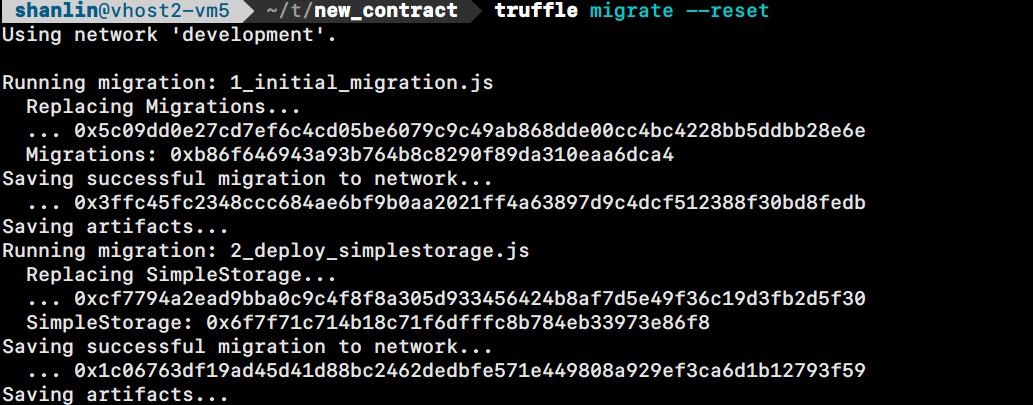 shanlin@vhost2-vm5 ~/t/new_contract truffle migrate --reset
Using network 'development'.
Running migration: 1_initial_migration.js
Replacing Migrations...
... 0x5c09dd0e27cd7ef6c4cd05be6079c9c49ab868dde00cc4bc4228bb5ddbb28e6e
Migrations: 0xb86f646943a93b764b8c8290f89da310eaa6dca4
Saving successful migration to network...
... 0x3ffc45fc2348ccc684ae6bf9b0aa2021ff4a63897d9c4dcf512388f30bd8fedb
Saving artifacts...
Running migration: 2_deploy_simplestorage.js
Replacing SimpleStorage...
... 0xcf7794a2ead9bba0c9c4f8f8a305d933456424b8af7d5e49f36c19d3fb2d5f30
SimpleStorage: 0x6f7f71c714b18c71f6dfffc8b784eb33973e86f8
Saving successful migration to network...
... 0x1c06763df19ad45d41d88bc2462dedbfe571e449808a929ef3ca6d1b12793f59
Saving artifacts...